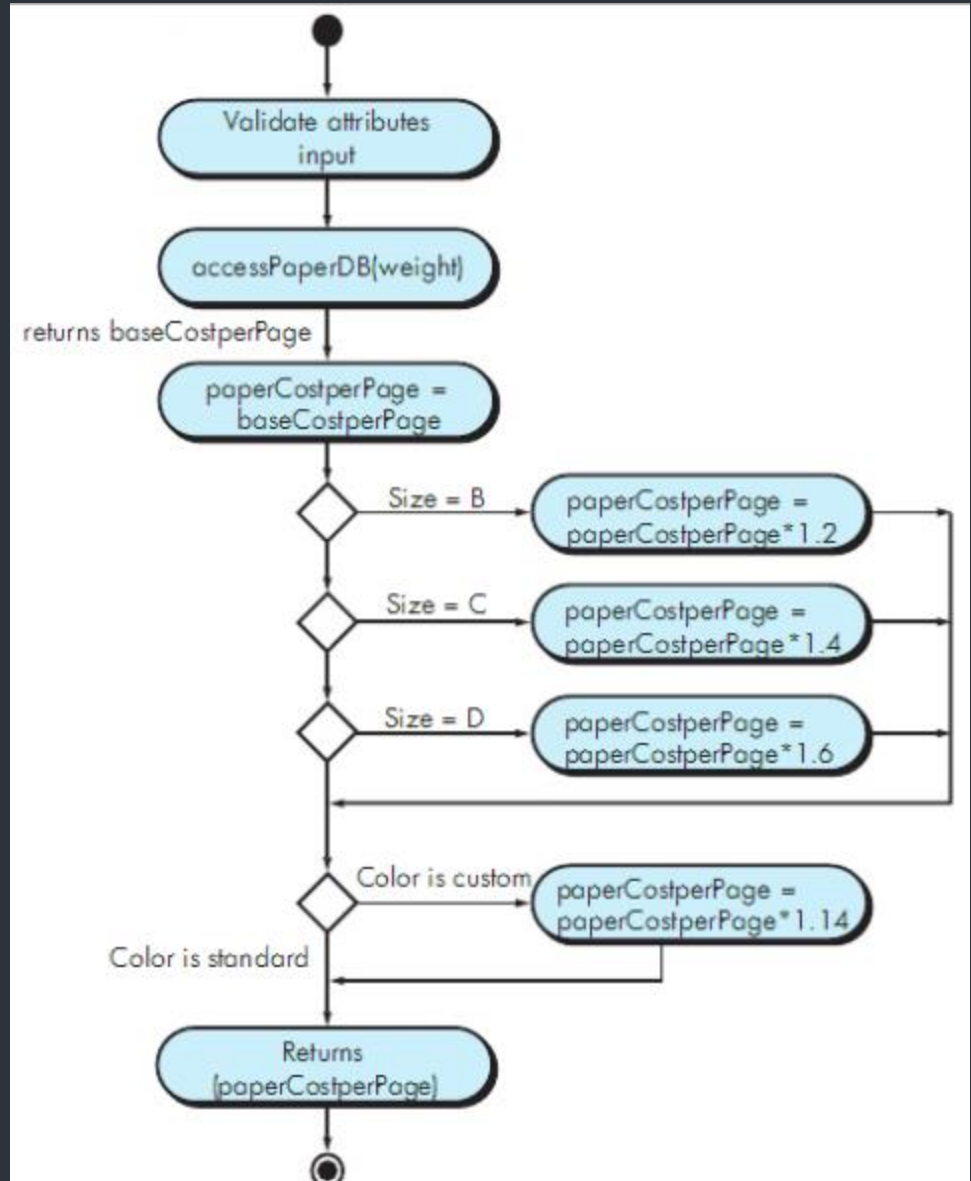 Validate attributes
input
accessPaperDB(weight)
returns baseCostperPage
paperCostperPage =
baseCostperPage
Size = B
paperCostperPage =
paperCostperPage*1.2
Size = C
paperCostperPage =
paperCostperPage*1.4
Size = D
paperCostperPage =
paperCostperPage*1.6
Color is custom
paperCostperPage =
paperCostperPage*1.14
Color is standard
Returns
(paperCostperPage)